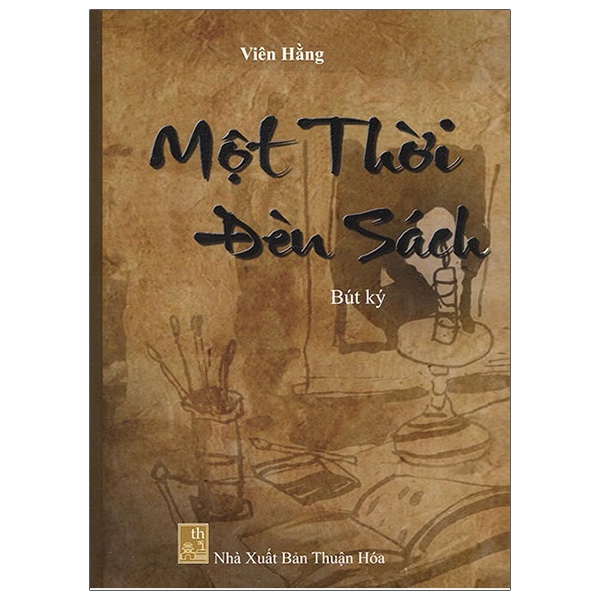 Viên Hằng
Một Thời
Đèn Sách
Bút ký
th
Nhà Xuất Bản Thuận Hóa